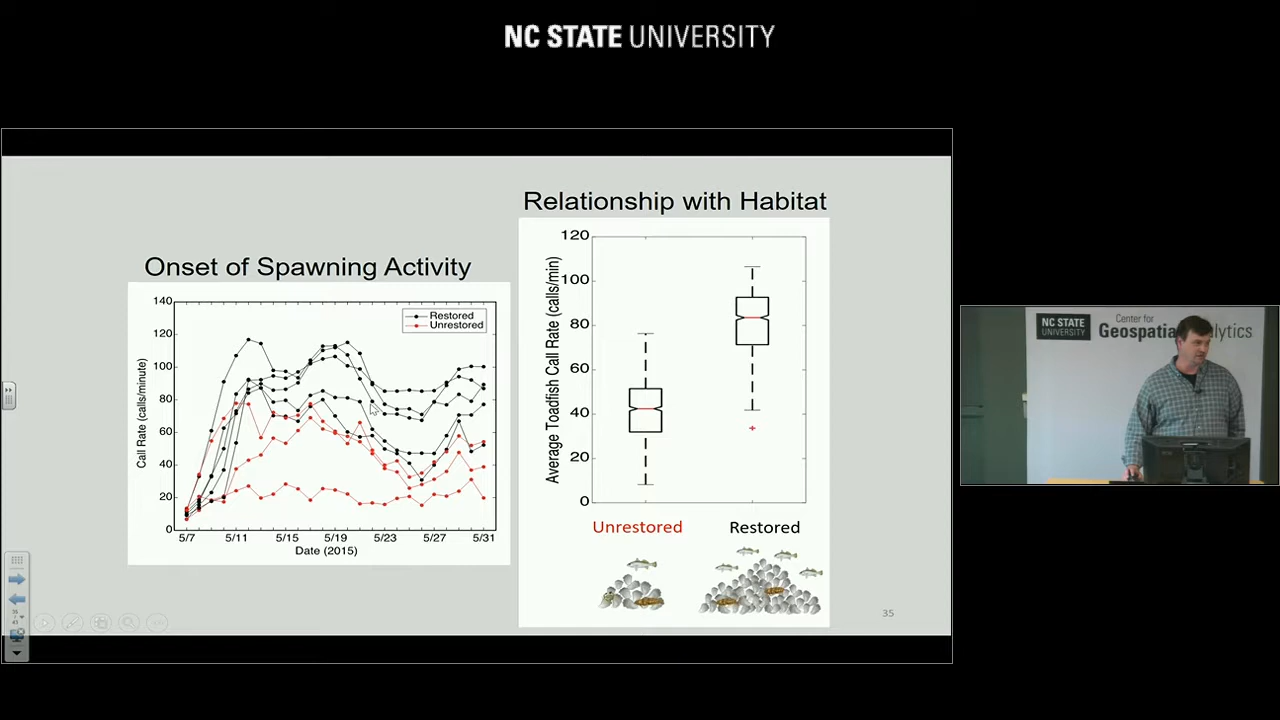 NC STATE UNIVERSITY
Relationship with Habitat
Onset of Spawning Activity
140
120
100
80
60
40
20
0
Call Rate (calls/minute)
Restored
Unrestored
5/7
5/11
5/15
5/19
5/23
5/27
5/31
Date (2015)
120
100
80
60
40
20
0
Average Toadfish Call Rate (calls/min)
Unrestored
Restored
35
NC STATE
UNIVERSITY
Center for
Geospatia
lytics